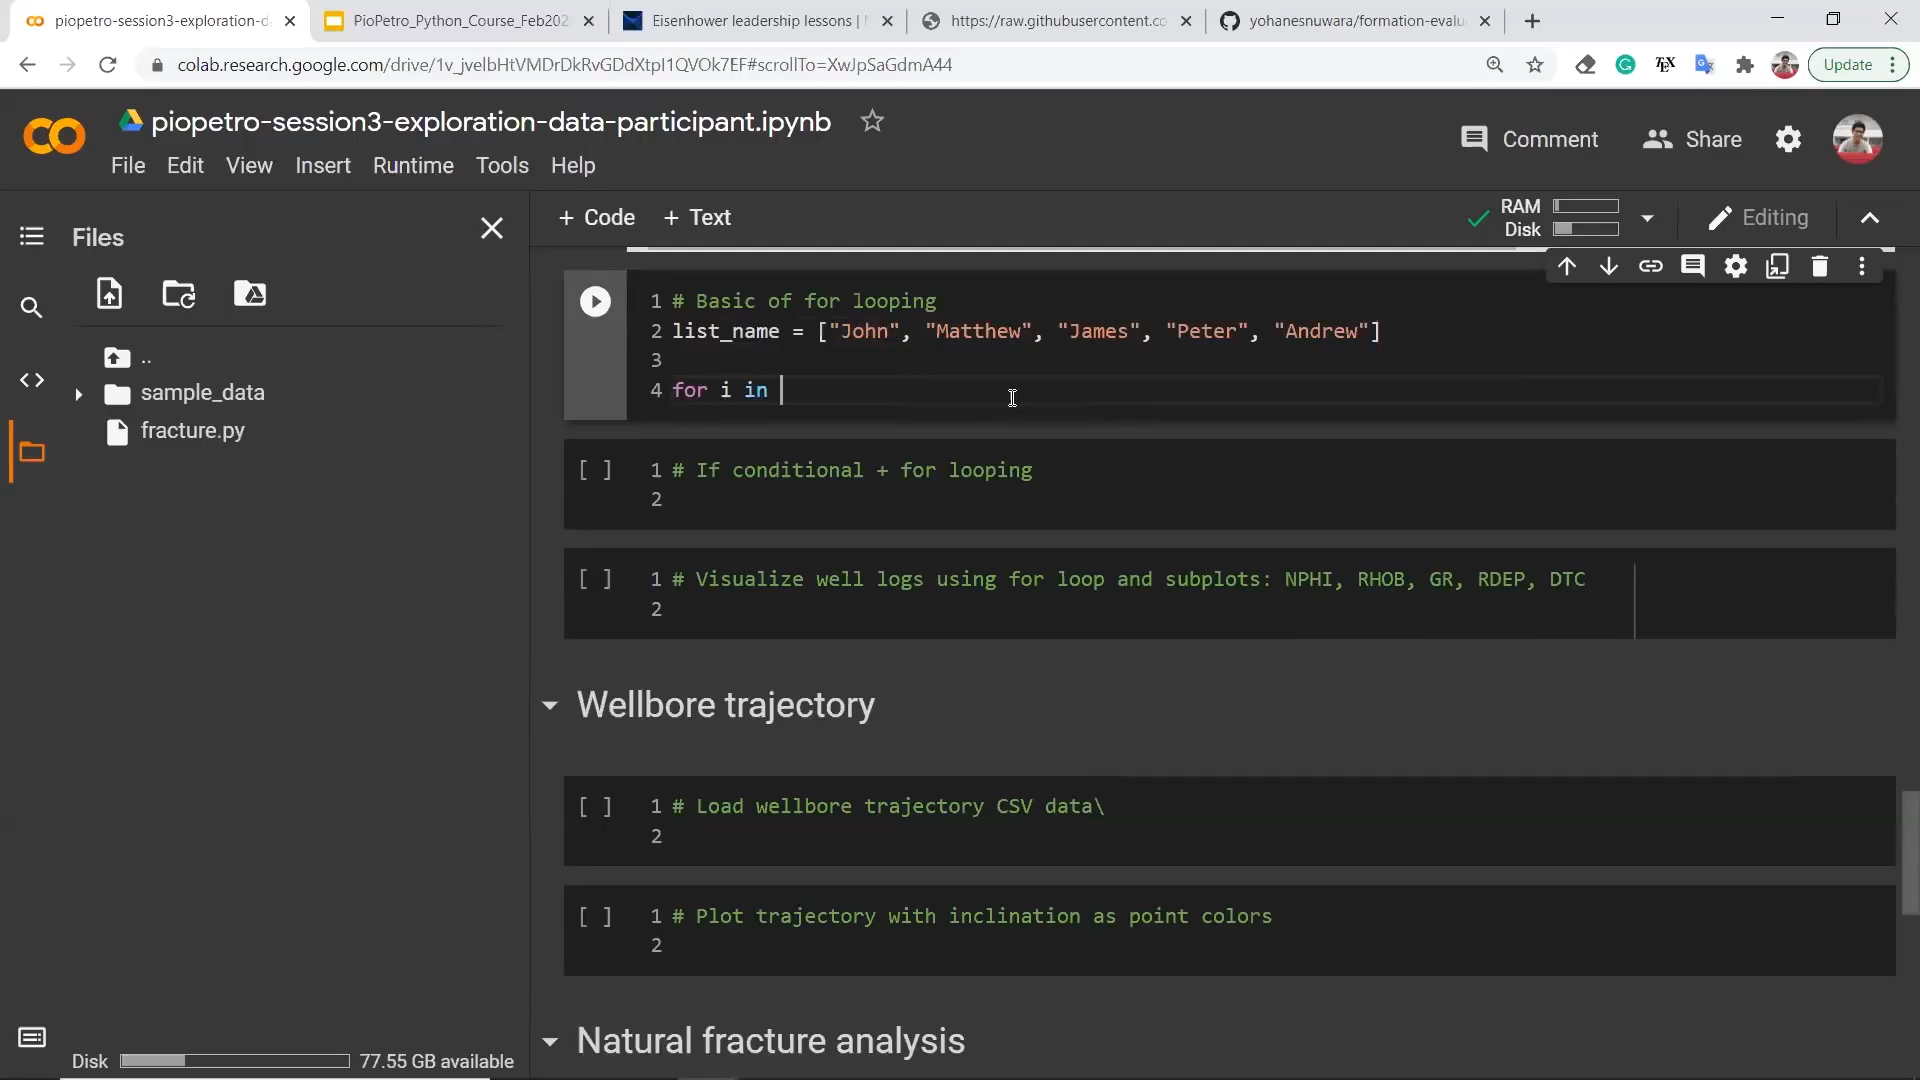 piopetro-session3-exploration-da
PioPetro_Python_Course_Feb202
Eisenhower leadership lessons |
https://raw.githubusercontent.co
yohanesnuwara/formation-evalu
colab.research.google.com/drive/1v_jvelbHtVMDrDkRvGDdXtpI1QVOk7EF#scrollTo=XwJpSaGdmA44
Update
piopetro-session3-exploration-data-participant.ipynb
Comment
Share
File Edit View Insert Runtime Tools Help
Files
+ Code + Text
RAM
Disk
Editing
..
sample_data
fracture.py
1 # Basic of for looping
2 list_name = ["John", "Matthew", "James", "Peter", "Andrew"]
3
4 for i in
[ ] 1 # If conditional + for looping
2
[ ] 1 # Visualize well logs using for loop and subplots: NPHI, RHOB, GR, RDEP, DTC
2
Wellbore trajectory
[ ] 1 # Load wellbore trajectory CSV data\
2
[ ] 1 # Plot trajectory with inclination as point colors
2
Natural fracture analysis
Disk 77.55 GB available